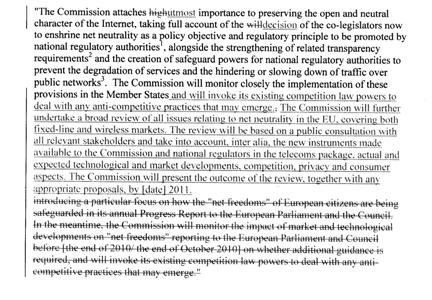 "The Commission attaches highutmost importance to preserving the open and neutral
character of the Internet, taking full account of the willdecision of the co-legislators now
to enshrine net neutrality as a policy objective and regulatory principle to be promoted by
national regulatory authorities¹, alongside the strengthening of related transparency
requirements² and the creation of safeguard powers for national regulatory authorities to
prevent the degradation of services and the hindering or slowing down of traffic over
public networks³. The Commission will monitor closely the implementation of these
provisions in the Member States and will invoke its existing competition law powers to
deal with any anti-competitive practices that may emerge., The Commission will further
undertake a broad review of all issues relating to net neutrality in the EU, covering both
fixed-line and wireless markets. The review will be based on a public consultation with
all relevant stakeholders and take into account, inter alia, the new instruments made
available to the Commission and national regulators in the telecoms package, actual and
expected technological and market developments, competition, privacy and consumer
aspects. The Commission will present the outcome of the review, together with any
appropriate proposals, by [date] 2011.
introducing a particular focus on how the "net freedoms" of European citizens are being
safeguarded in its annual Progress Report to the European Parliament and the Council.
In the meantime, the Commission will monitor the impact of market and technological
developments on "net freedoms" reporting to the European Parliament and Council
before [the end of 2010/ the end of October 2010] on whether additional guidance is
required, and will invoke its existing competition law powers to deal with any anti-
competitive practices that may emerge."